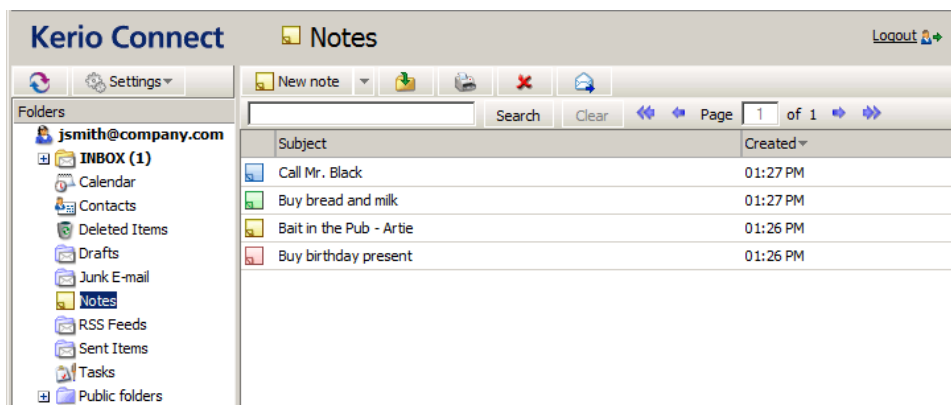 Kerio Connect Notes Logout
Settings New note
Folders Search Clear Page 1 of 1
jsmith@company.com Subject Created
INBOX (1) Call Mr. Black 01:27 PM
Calendar
Contacts Buy bread and milk 01:27 PM
Deleted Items Bait in the Pub - Artie 01:26 PM
Drafts Buy birthday present 01:26 PM
Junk E-mail
Notes
RSS Feeds
Sent Items
Tasks
Public folders